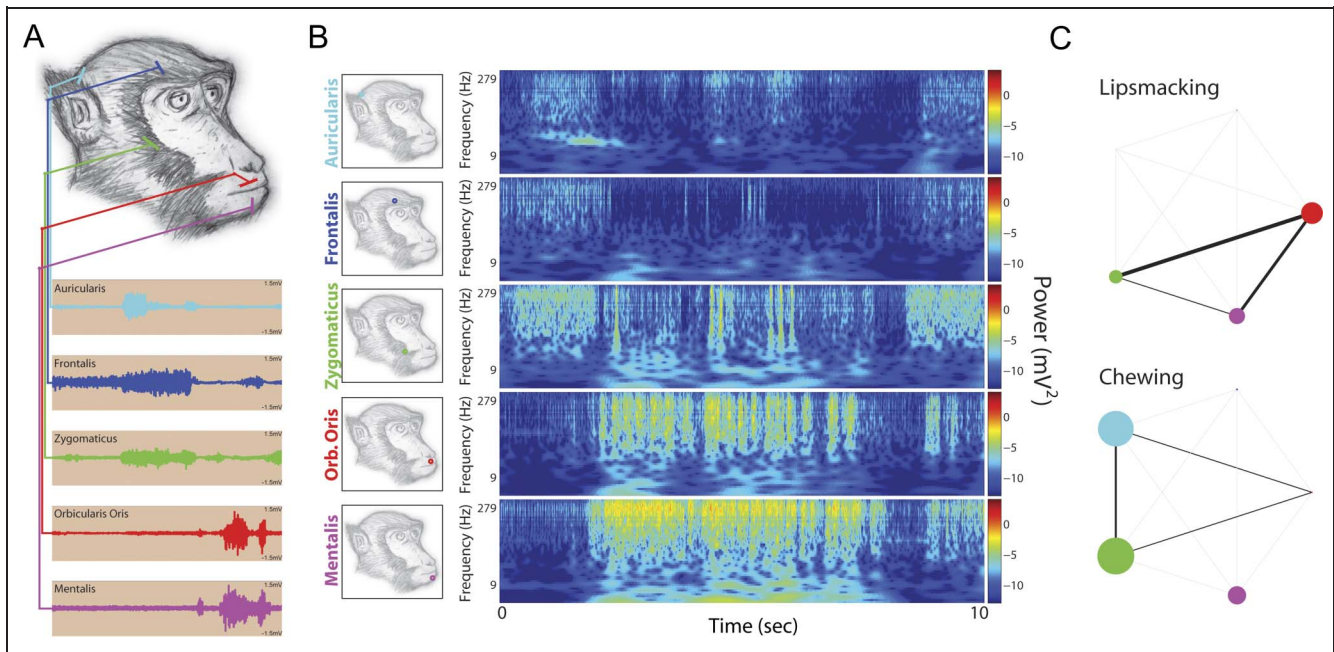 A
Auricularis
1.5mV
-1.5mV
Frontalis
1.5mV
-1.5mV
Zygomaticus
1.5mV
-1.5mV
Orbicularis Oris
1.5mV
-1.5mV
Mentalis
1.5mV
-1.5mV
B
Auricularis
Frequency (Hz)
279
9
0
−5
−10
Frontalis
Frequency (Hz)
279
9
0
−5
−10
Zygomaticus
Frequency (Hz)
279
9
0
−5
−10
Orb. Oris
Frequency (Hz)
279
9
0
−5
−10
Mentalis
Frequency (Hz)
279
9
0
−5
−10
0
10
Time (sec)
Power (mV²)
C
Lipsmacking
Chewing